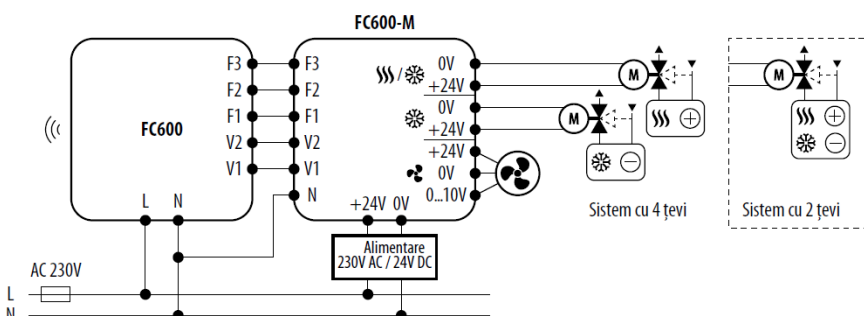 FC600-M
F3
F2
F1
V2
V1
FC600
L N
F3
F2
F1
V2
V1
N
/
0V
+24V
0V
+24V
+24V
0V
0...10V
+24V 0V
M
M
M
Sistem cu 4 țevi
Sistem cu 2 țevi
Alimentare
230V AC / 24V DC
AC 230V
L
N